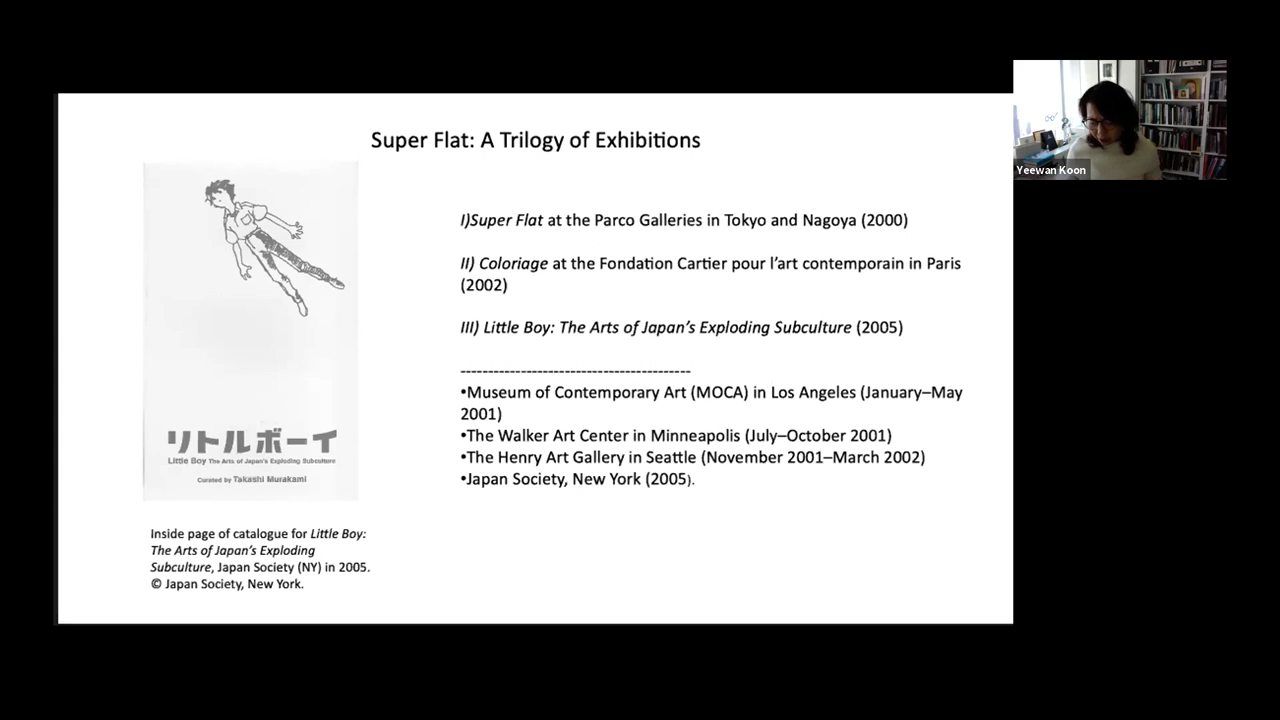 Super Flat: A Trilogy of Exhibitions
Yeewan Koon
I)Super Flat at the Parco Galleries in Tokyo and Nagoya (2000)
II) Coloriage at the Fondation Cartier pour l’art contemporain in Paris
(2002)
III) Little Boy: The Arts of Japan’s Exploding Subculture (2005)
------------------------------------------
•Museum of Contemporary Art (MOCA) in Los Angeles (January–May
2001)
•The Walker Art Center in Minneapolis (July–October 2001)
•The Henry Art Gallery in Seattle (November 2001–March 2002)
•Japan Society, New York (2005).
リトルボーイ
Little Boy The Arts of Japan's Exploding Subculture
Curated by Takashi Murakami
Inside page of catalogue for Little Boy:
The Arts of Japan’s Exploding
Subculture, Japan Society (NY) in 2005.
© Japan Society, New York.